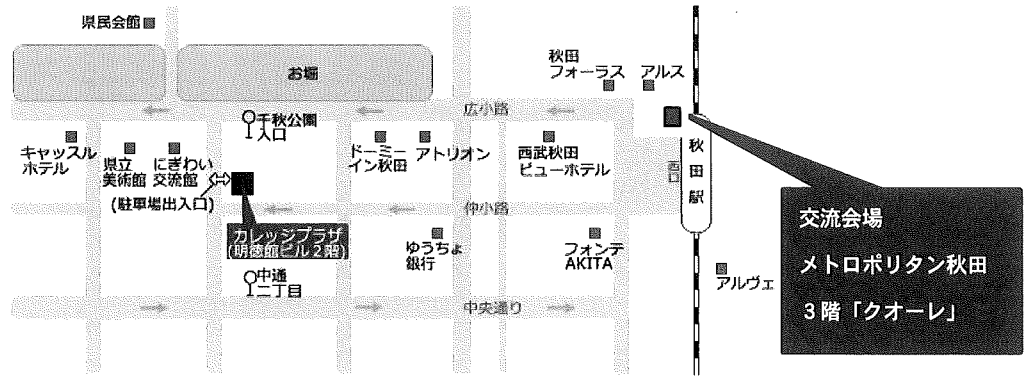 県民会館
お堀
秋田
フォーラス
アルス
広小路
千秋公園
入口
キャッスル
ホテル
県立
美術館
にぎわい
交流館
(駐車場出入口)
ドーミー
イン秋田
アトリオン
西武秋田
ビューホテル
西口
秋田駅
仲小路
カレッジプラザ
(明徳館ビル2階)
ゆうちょ
銀行
フォンテ
AKITA
中通
二丁目
中央通り
アルヴェ
交流会場
メトロポリタン秋田
3階「クオーレ」